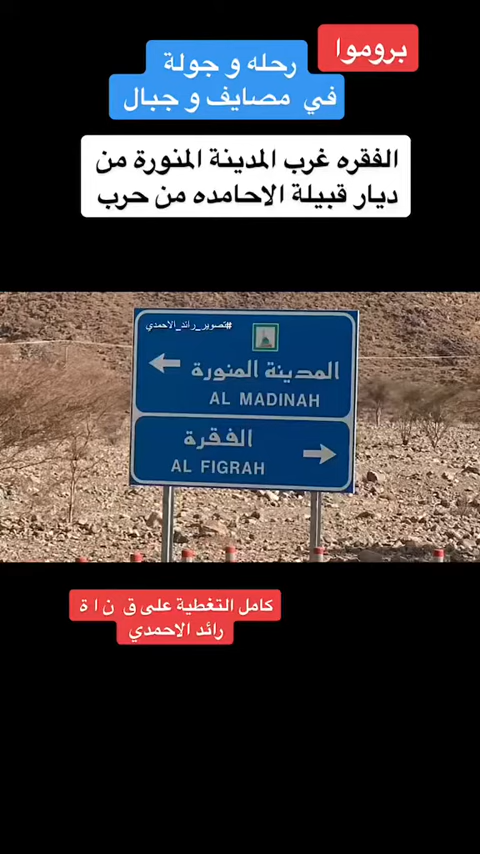 بروموا
رحله و جولة
في مصايف و جبال
الفقره غرب المدينة المنورة من
ديار قبيلة الاحامده من حرب
#تصوير_رائد_الاحمدي
المدينة المنورة
AL MADINAH
الفقرة
AL FIGRAH
كامل التغطية على ق ن ا ة
رائد الاحمدي